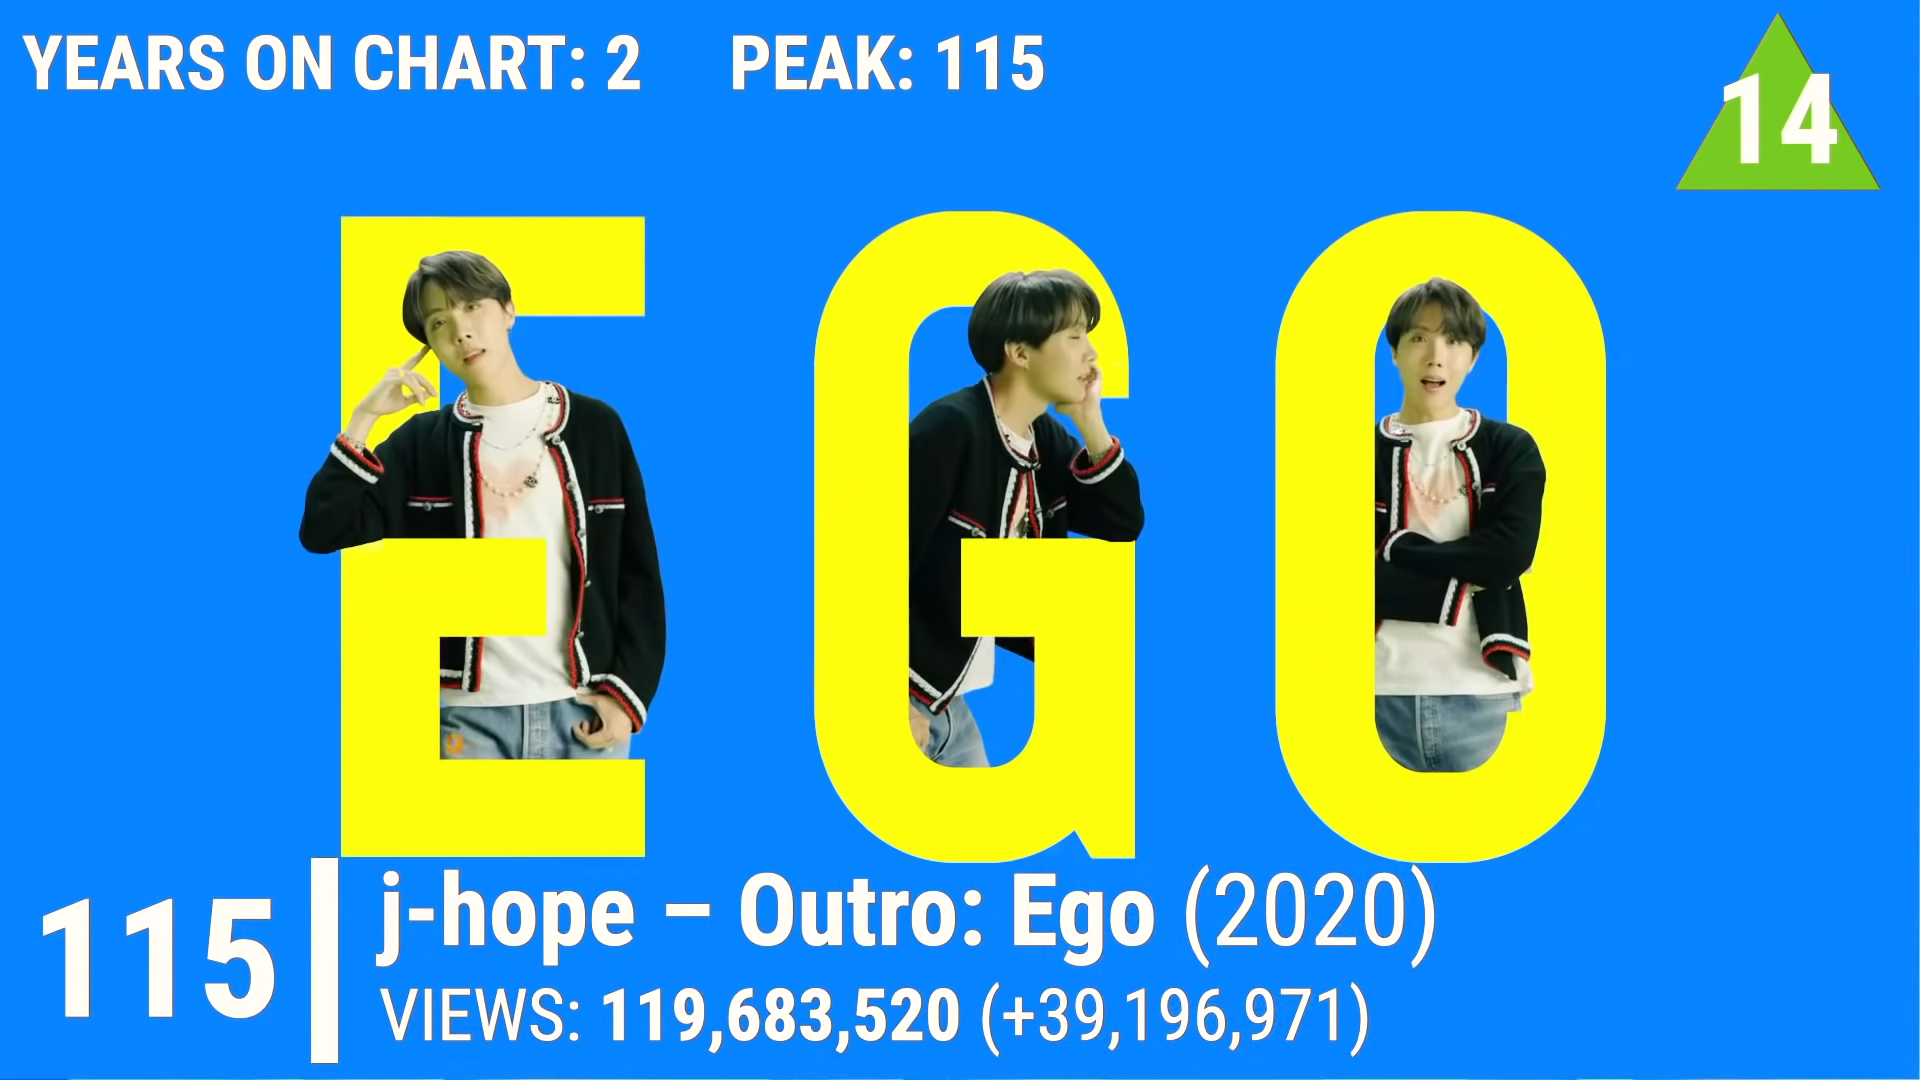 YEARS ON CHART: 2 PEAK: 115
14
EGO
115
j-hope – Outro: Ego (2020)
VIEWS: 119,683,520 (+39,196,971)